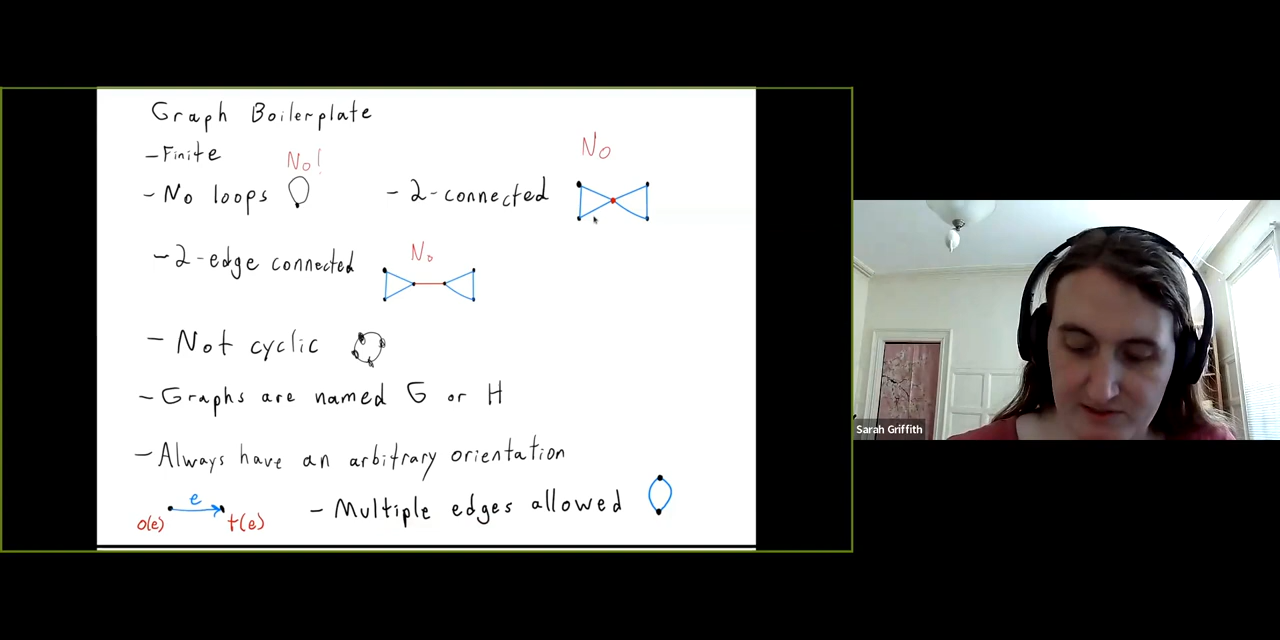 Graph Boilerplate
- Finite
No!
No
- No loops
- 2-connected
- 2-edge connected
No
- Not cyclic
- Graphs are named G or H
- Always have an arbitrary orientation
e
o(e)
t(e)
- Multiple edges allowed
Sarah Griffith